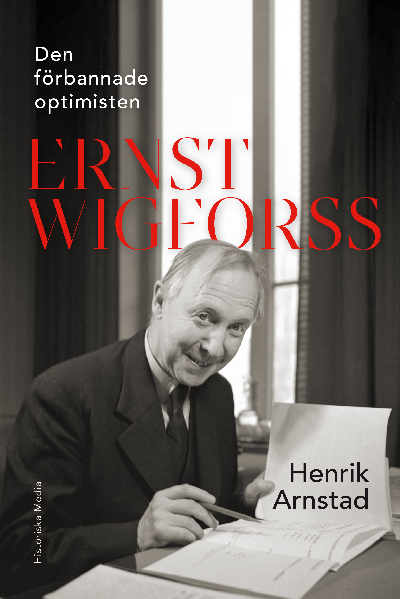 Den
förbannade
optimisten
ERNST
WIGFORSS
Henrik
Arnstad
Historiska Media